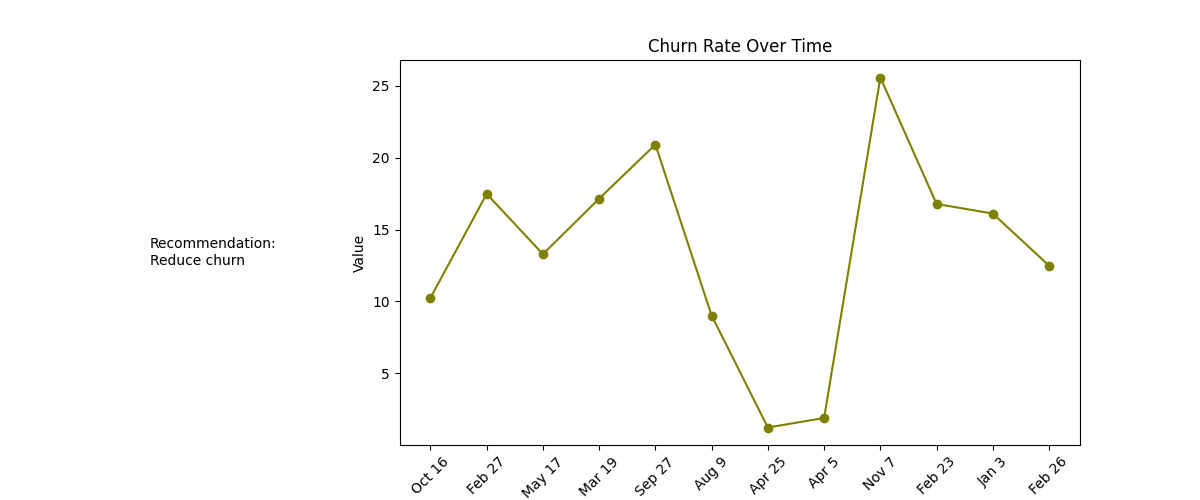 Churn Rate Over Time
Recommendation:
Reduce churn
Value
25
20
15
10
5
Oct 16
Feb 27
May 17
Mar 19
Sep 27
Aug 9
Apr 25
Apr 5
Nov 7
Feb 23
Jan 3
Feb 26